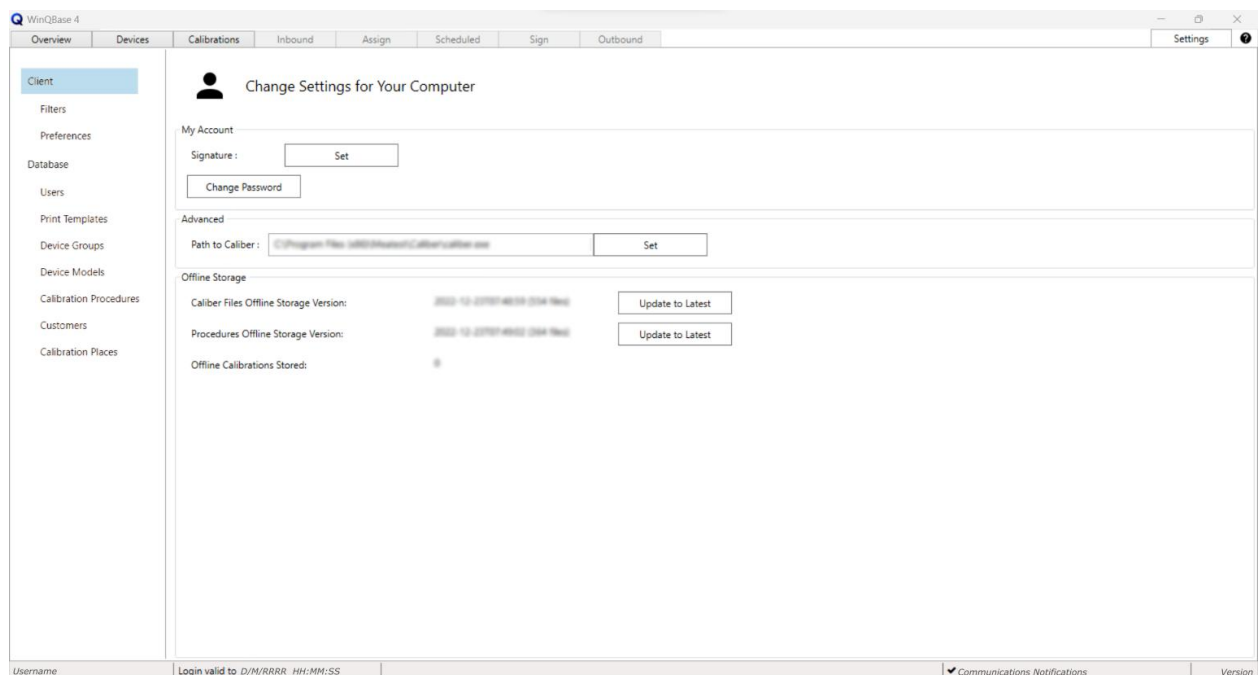 WinQBase 4
Overview Devices Calibrations Inbound Assign Scheduled Sign Outbound Settings ?
Client
Filters
Preferences
Database
Users
Print Templates
Device Groups
Device Models
Calibration Procedures
Customers
Calibration Places
Change Settings for Your Computer
My Account
Signature : Set
Change Password
Advanced
Path to Caliber : Set
Offline Storage
Caliber Files Offline Storage Version: Update to Latest
Procedures Offline Storage Version: Update to Latest
Offline Calibrations Stored:
Username Login valid to D/M/RRRR HH:MM:SS ✔ Communications Notifications Version